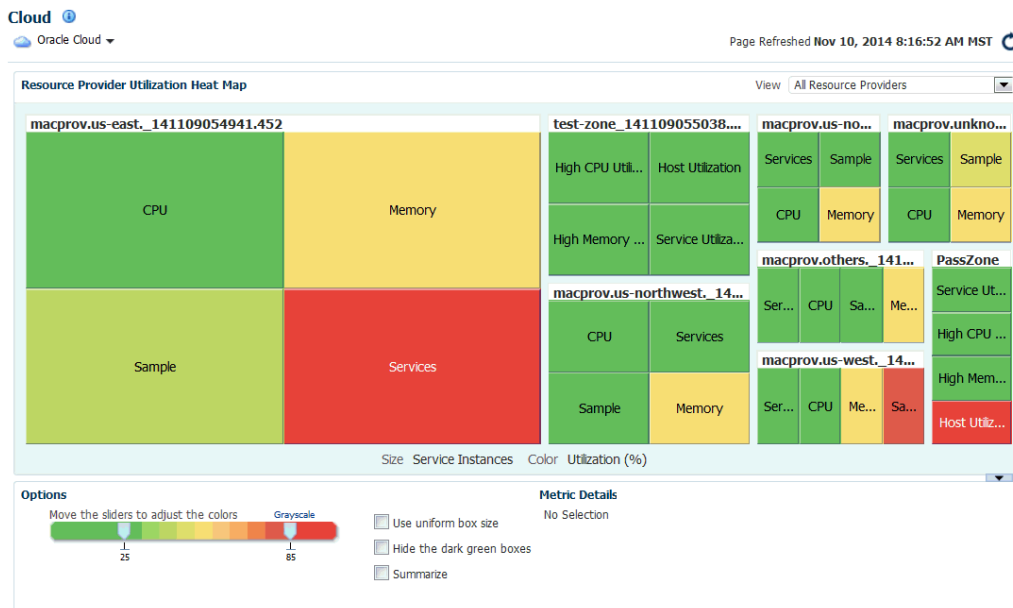 Cloud
Oracle Cloud
Page Refreshed Nov 10, 2014 8:16:52 AM MST
Resource Provider Utilization Heat Map
View All Resource Providers
macprov.us-east._141109054941.452
CPU
Memory
Sample
Services
test-zone_141109055038....
High CPU Utili...
Host Utilization
High Memory ...
Service Utiliza...
macprov.us-northwest._14...
CPU
Services
Sample
Memory
macprov.us-no...
Services
Sample
CPU
Memory
macprov.unkno...
Services
Sample
CPU
Memory
macprov.others._141...
Ser...
CPU
Sa...
Me...
macprov.us-west._14...
Ser...
CPU
Me...
Sa...
PassZone
Service Ut...
High CPU ...
High Mem...
Host Utiliz...
Size Service Instances Color Utilization (%)
Options
Move the sliders to adjust the colors
Grayscale
25
85
Use uniform box size
Hide the dark green boxes
Summarize
Metric Details
No Selection